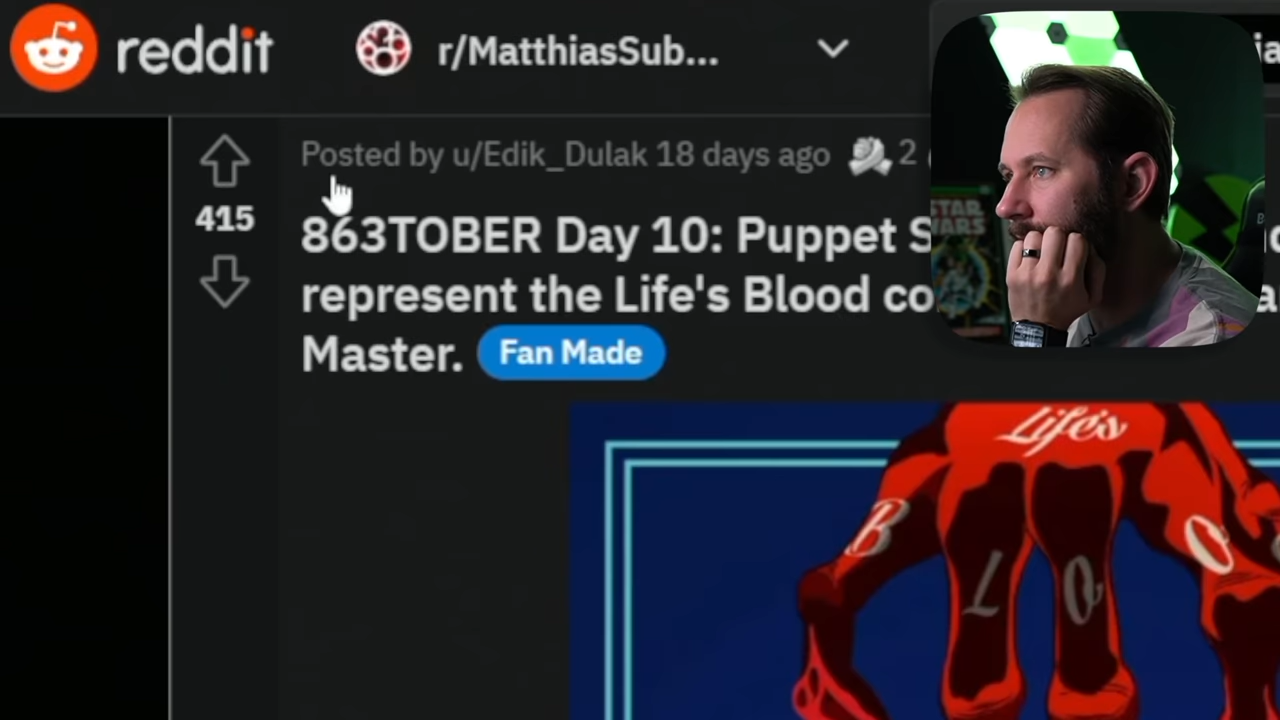 reddit
r/MatthiasSub...
Posted by u/Edik_Dulak 18 days ago
2
415
863TOBER Day 10: Puppet S
represent the Life's Blood co
Master.
Fan Made
STAR
WARS
Life's
B L O O